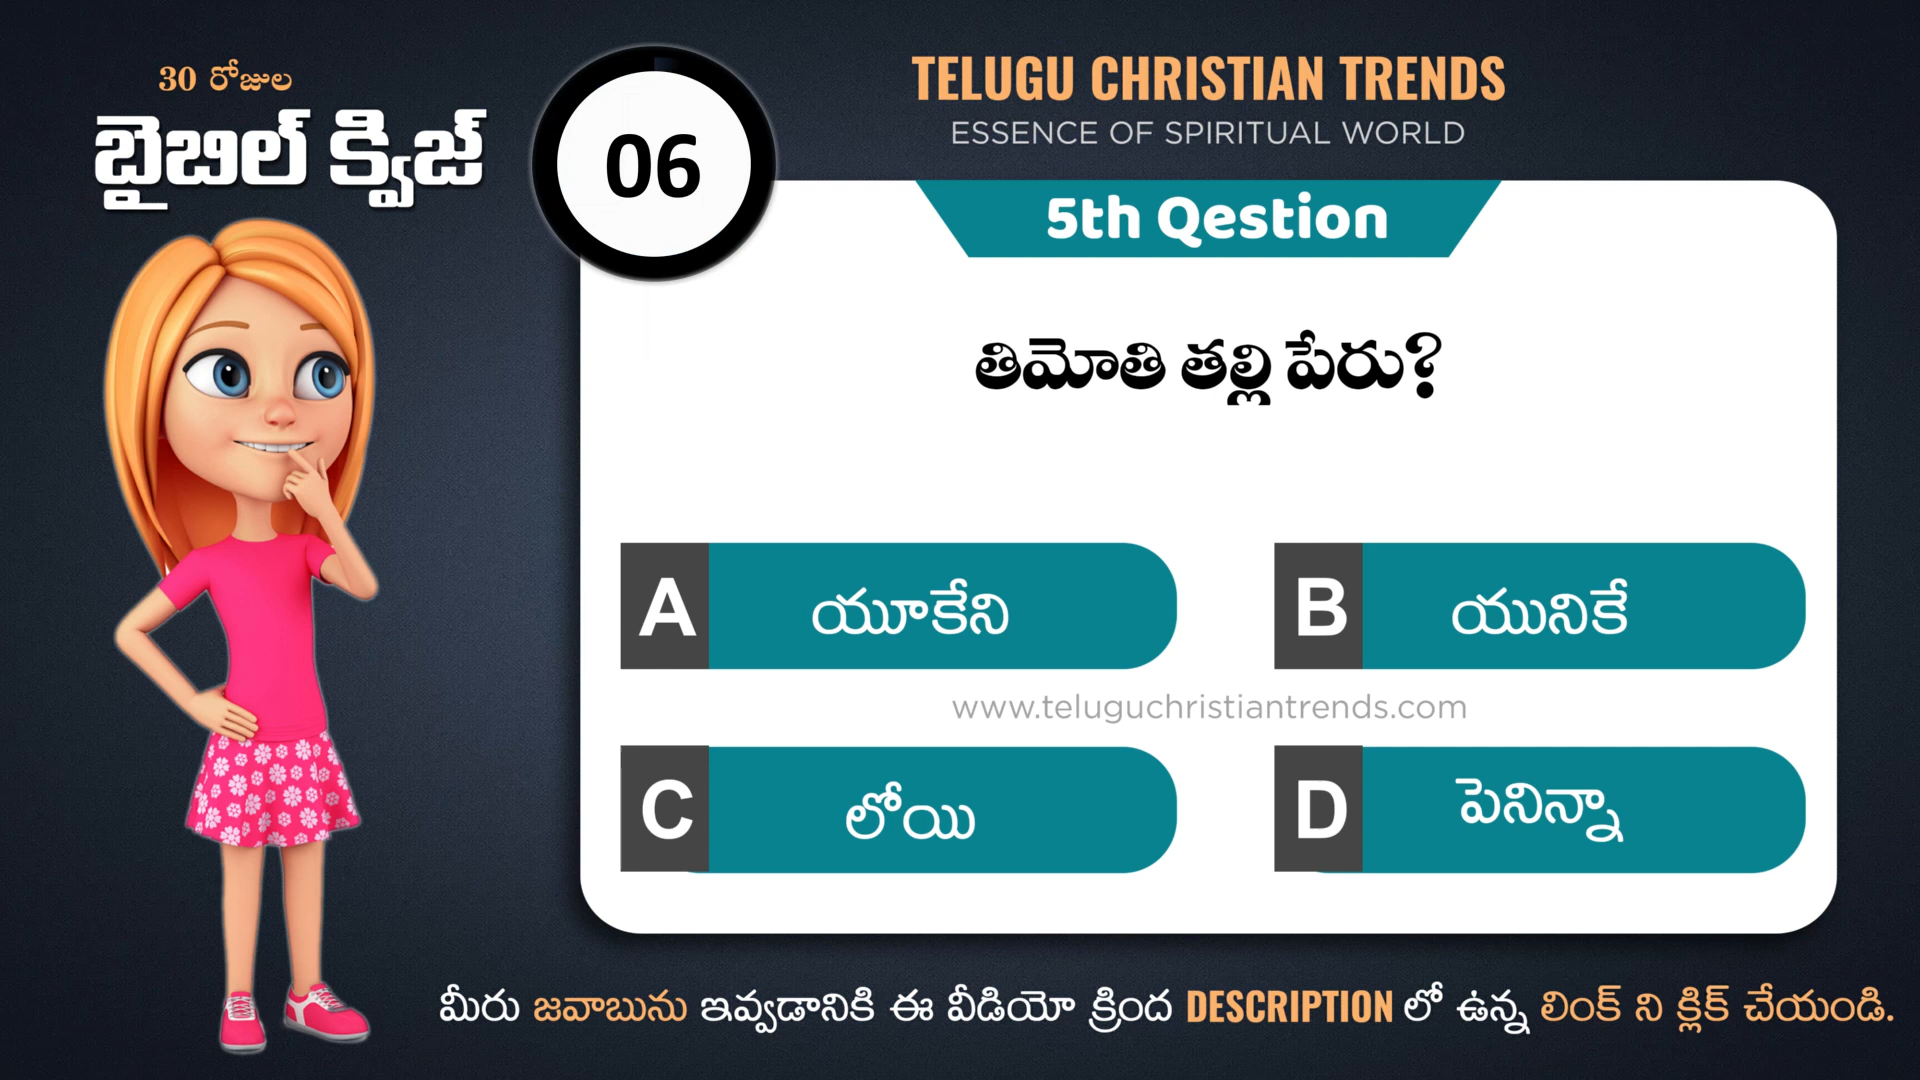 30 రోజుల
బైబిల్ క్విజ్
06
TELUGU CHRISTIAN TRENDS
ESSENCE OF SPIRITUAL WORLD
5th Qestion
తిమోతి తల్లి పేరు?
A యూకేని
B యునికే
www.teluguchristiantrends.com
C లోయి
D పెనిన్నా
మీరు జవాబును ఇవ్వడానికి ఈ వీడియో క్రింద DESCRIPTION లో ఉన్న లింక్ ని క్లిక్ చేయండి.